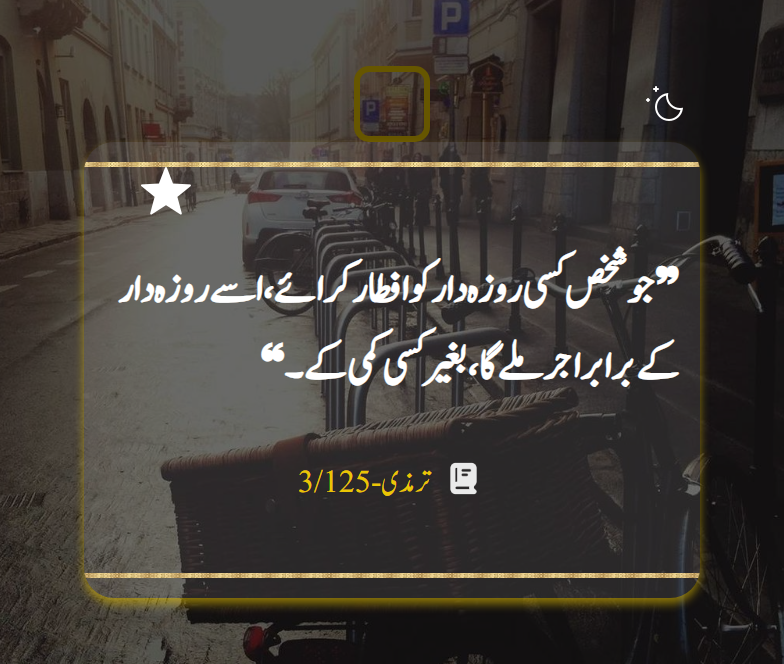 P
P
”جو شخص کسی روزہ دار کو افطار کرائے، اسے روزہ دار
کے برابر اجر ملے گا، بغیر کسی کمی کے۔“
ترمذی-3/125